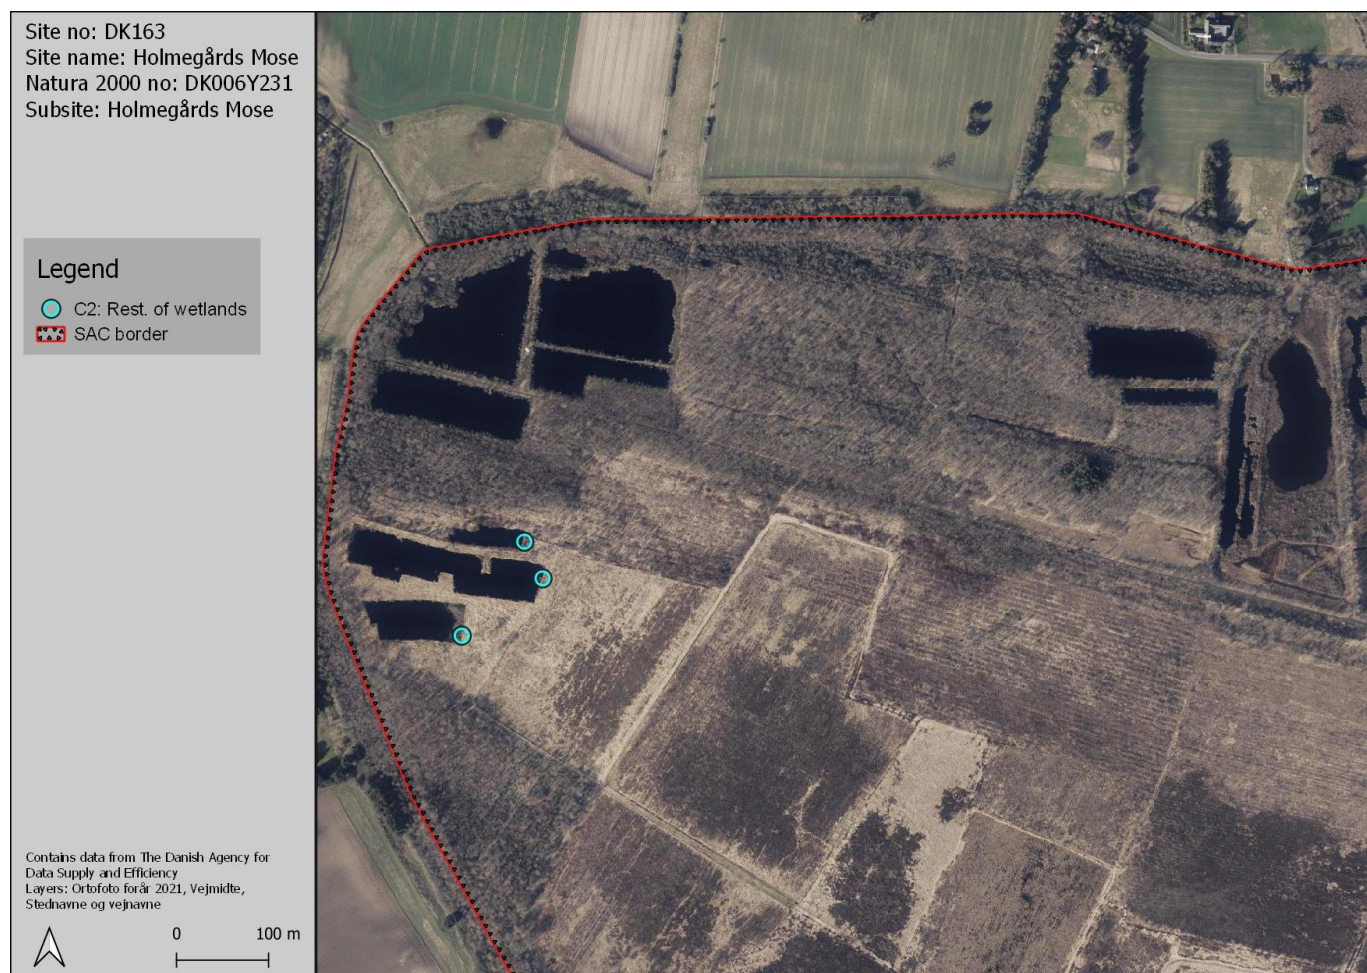 Site no: DK163
Site name: Holmegårds Mose
Natura 2000 no: DK006Y231
Subsite: Holmegårds Mose
Legend
C2: Rest. of wetlands
SAC border
Contains data from The Danish Agency for
Data Supply and Efficiency
Layers: Ortofoto forår 2021, Vejmidte,
Stednavne og vejnavne
0 100 m